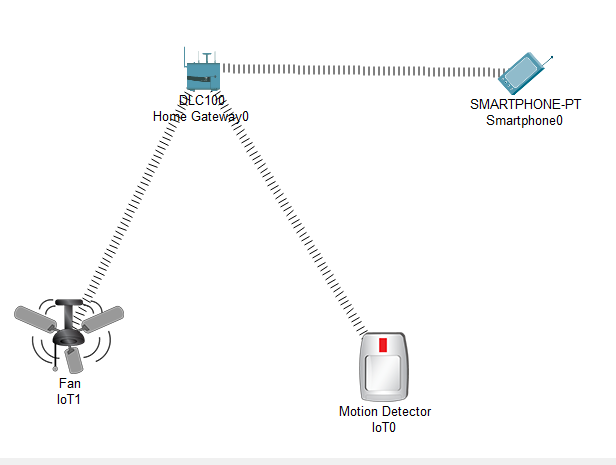 DLC100
Home Gateway0
SMARTPHONE-PT
Smartphone0
Fan
IoT1
Motion Detector
IoT0